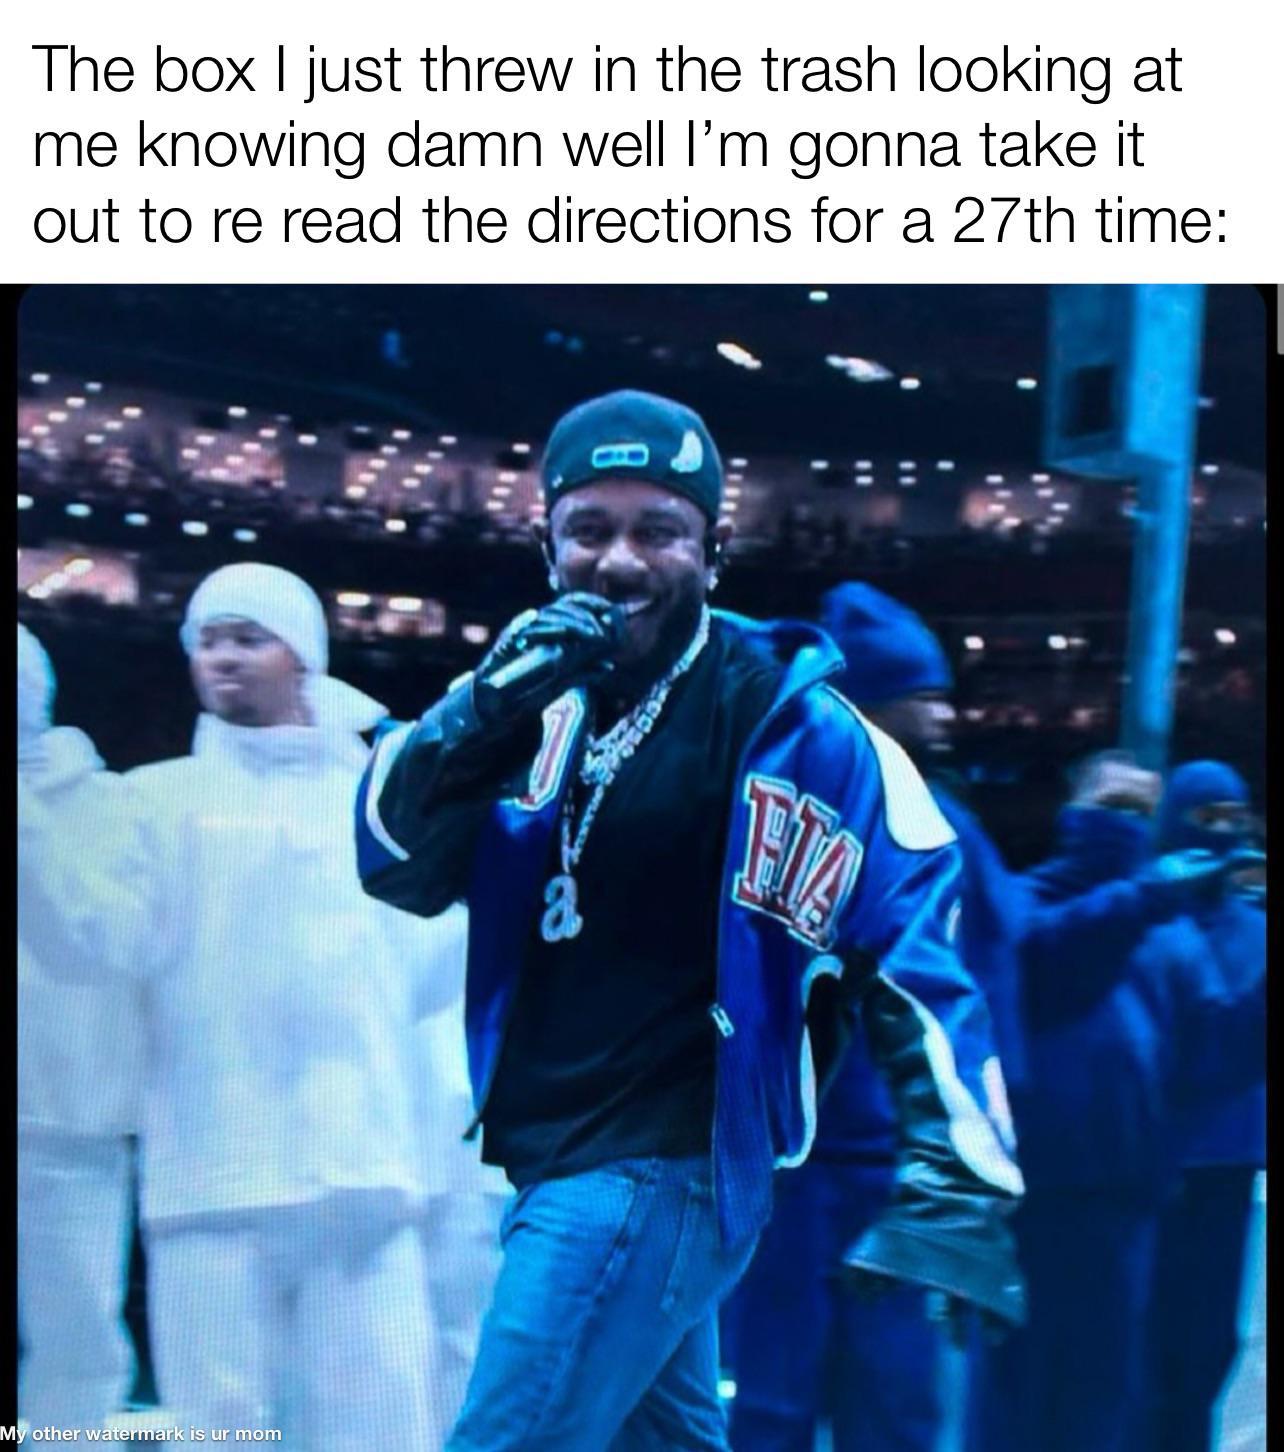 The box I just threw in the trash looking at
me knowing damn well I'm gonna take it
out to re read the directions for a 27th time:
a
My other watermark is ur mom